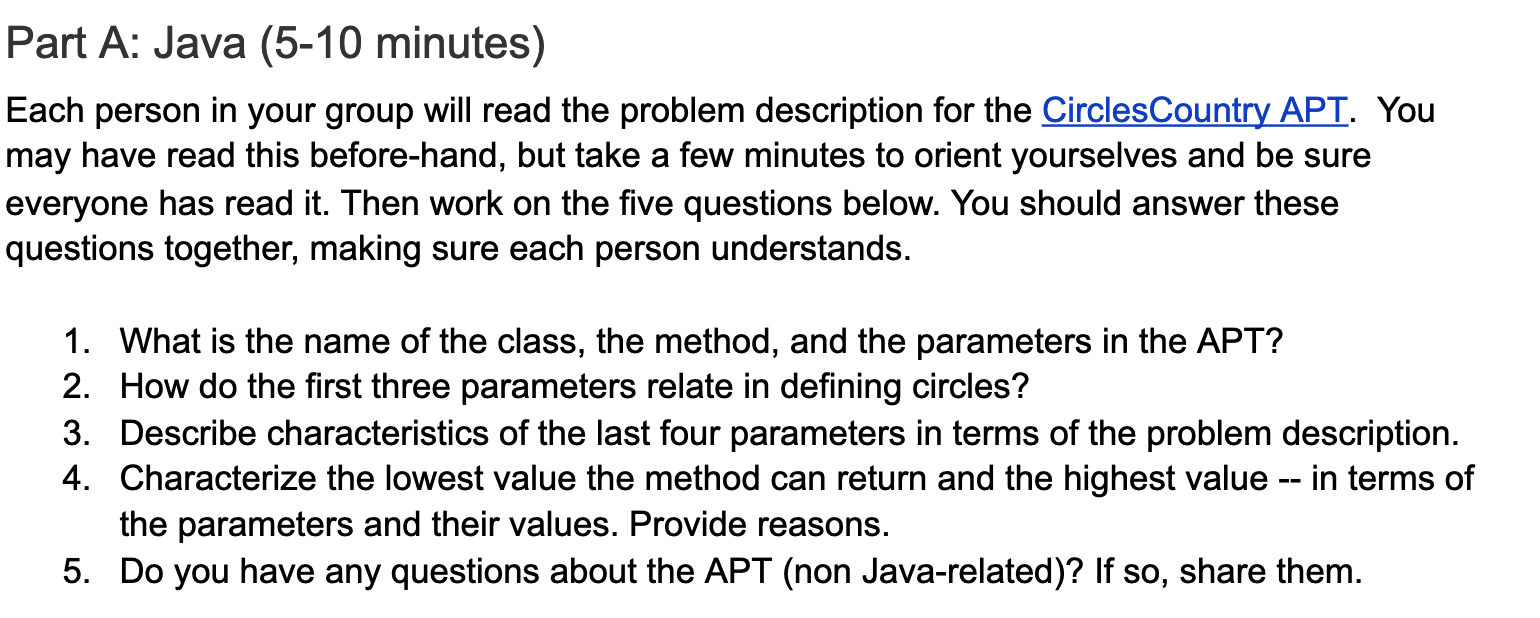 Part A: Java (5-10 minutes)
Each person in your group will read the problem description for the CirclesCountry APT.  You
may have read this before-hand, but take a few minutes to orient yourselves and be sure
everyone has read it. Then work on the five questions below. You should answer these
questions together, making sure each person understands.
1. What is the name of the class, the method, and the parameters in the APT?
2. How do the first three parameters relate in defining circles?
3. Describe characteristics of the last four parameters in terms of the problem description.
4. Characterize the lowest value the method can return and the highest value -- in terms of
the parameters and their values. Provide reasons.
5. Do you have any questions about the APT (non Java-related)? If so, share them.